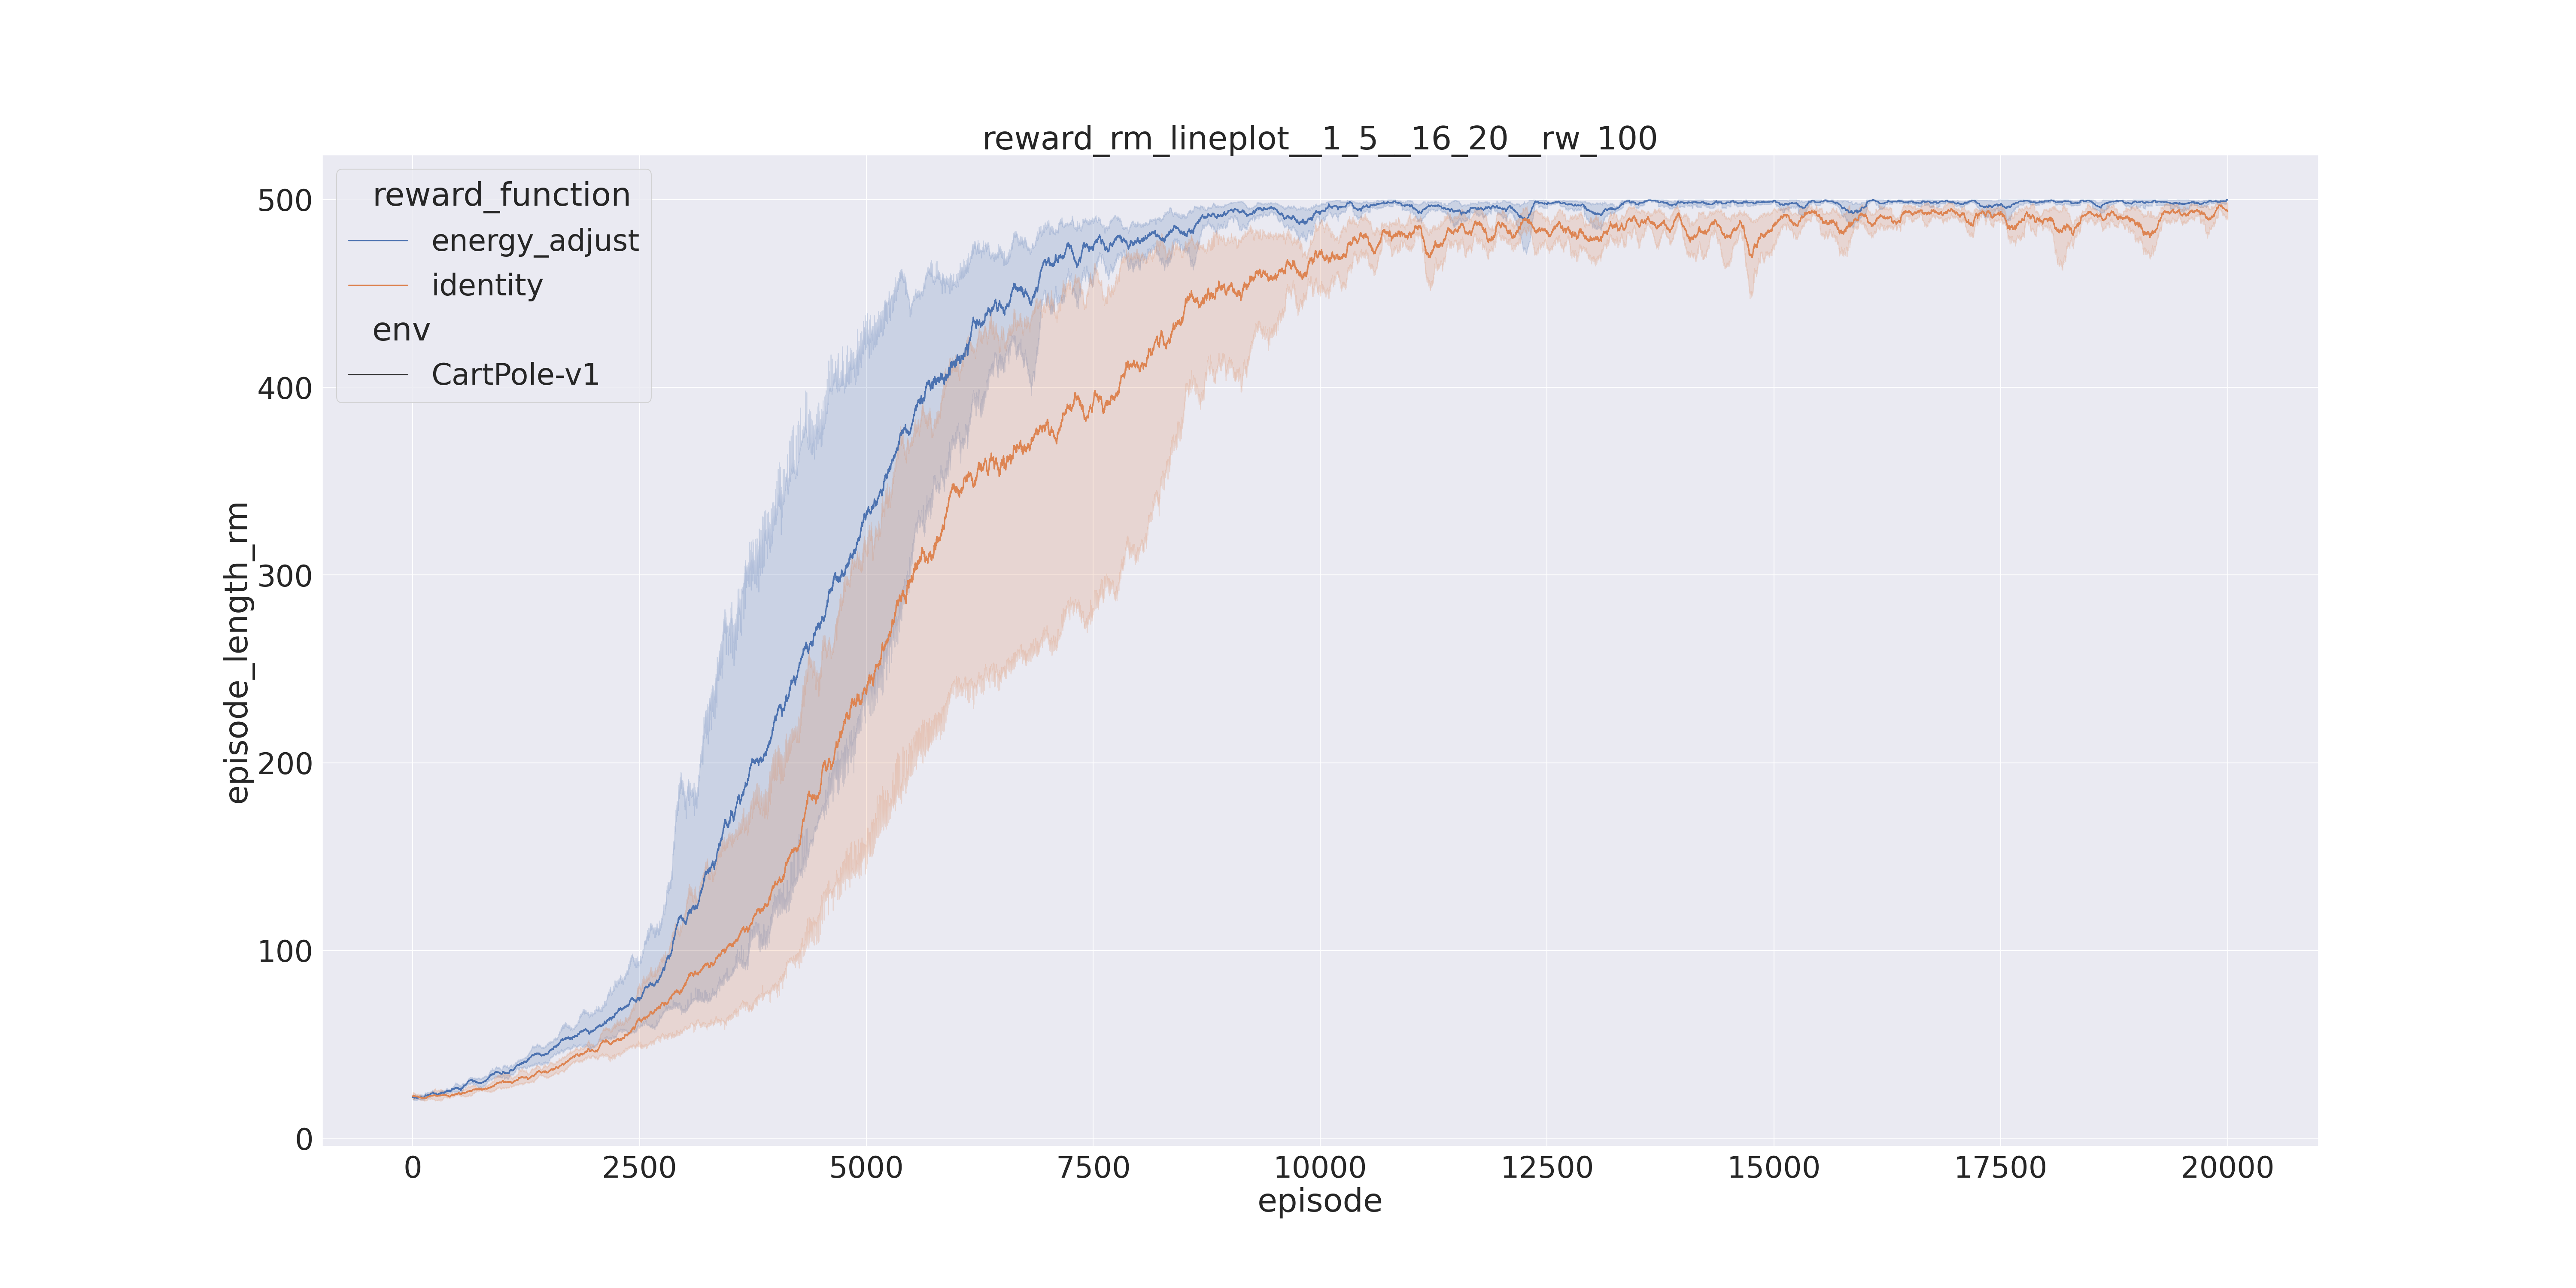 reward_rm_lineplot__1_5__16_20__rw_100
reward_function
energy_adjust
identity
env
CartPole-v1
episode_length_rm
500
400
300
200
100
0
0 2500 5000 7500 10000 12500 15000 17500 20000
episode